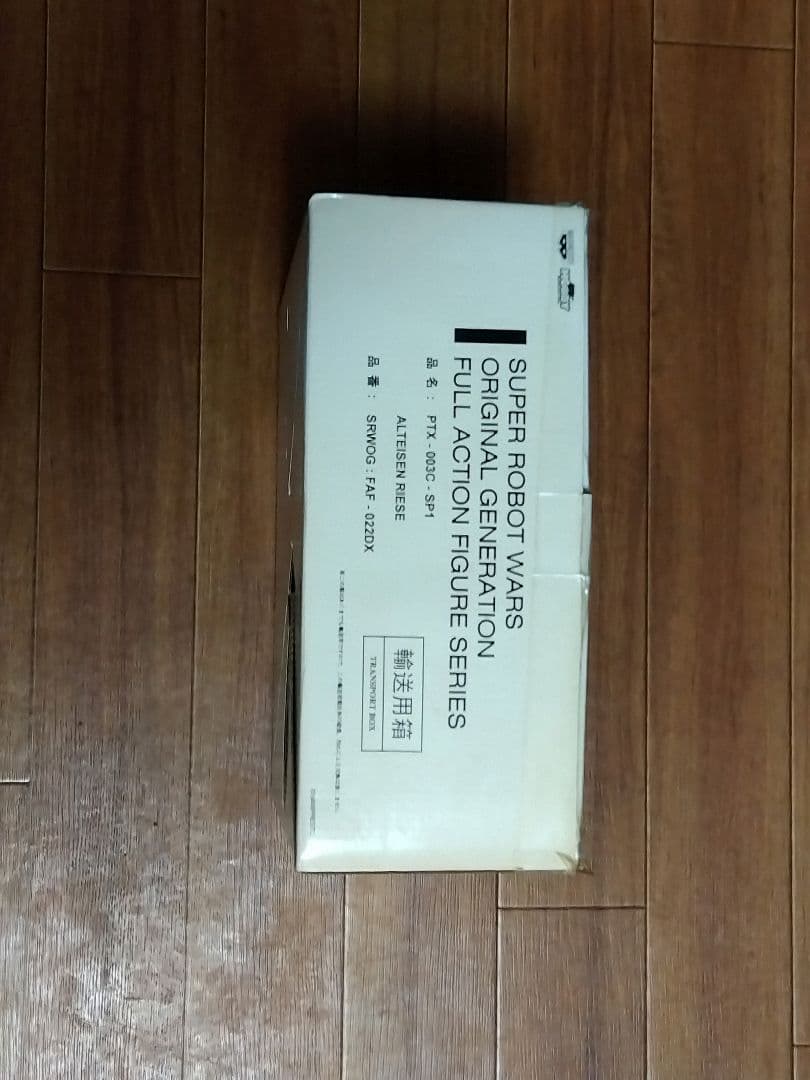 SUPER ROBOT WARS
ORIGINAL GENERATION
FULL ACTION FIGURE SERIES
品 名 : PTX - 003C - SP1
ALTEISEN RIESE
品 番 : SRWOG : FAF - 022DX
輸送用箱
TRANSPORT BOX